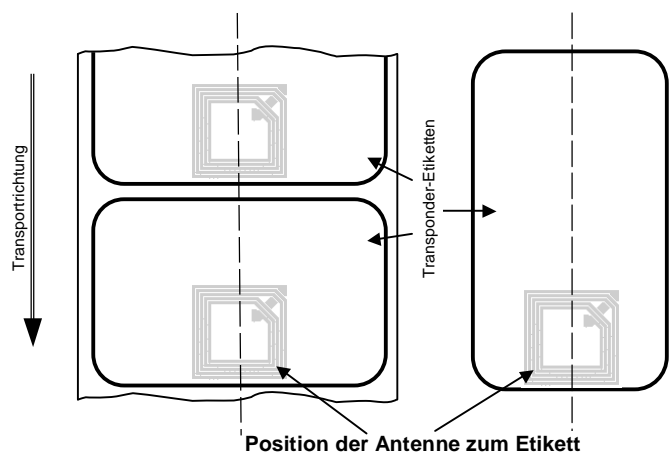 Transportrichtung
Transponder-Etiketten
Position der Antenne zum Etikett